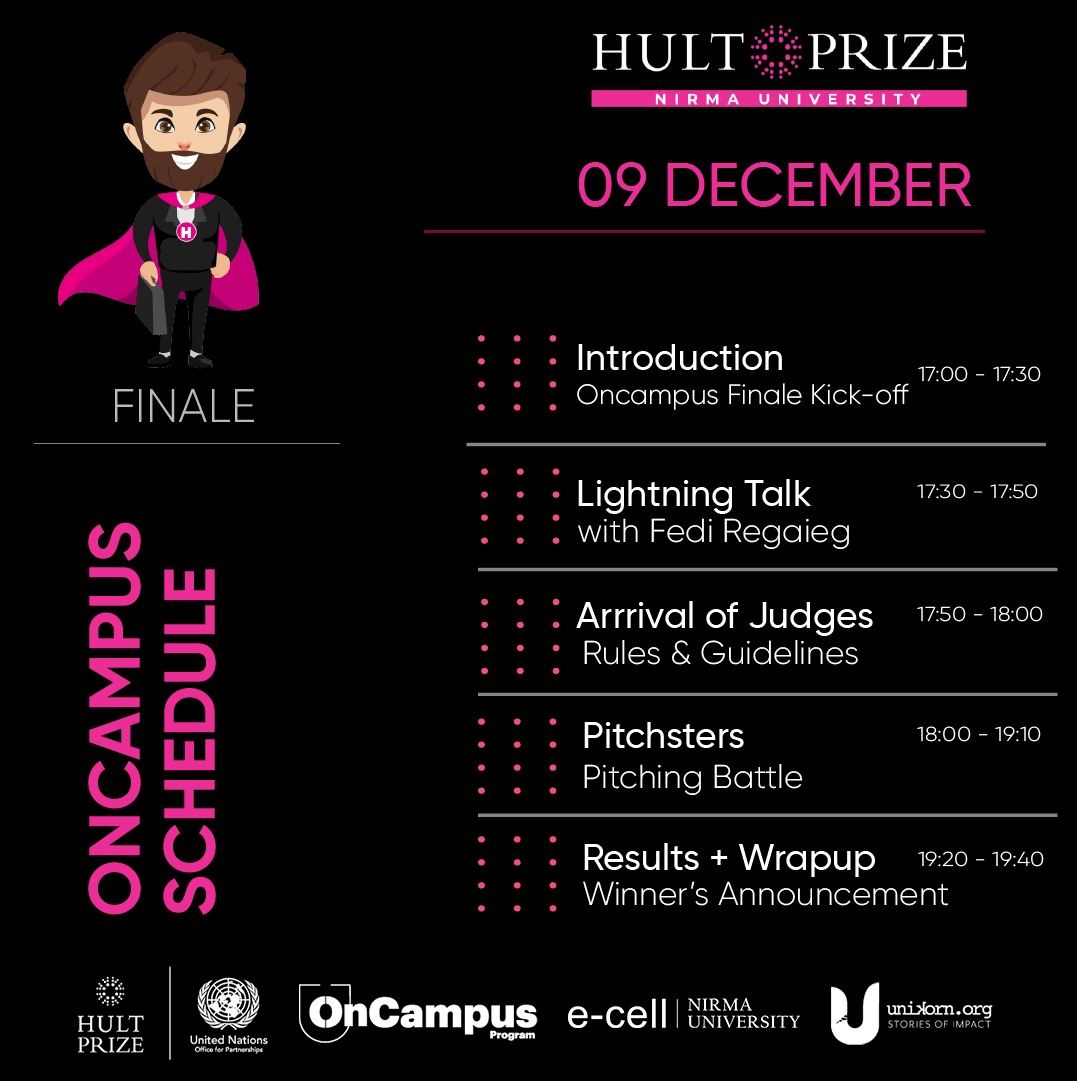 HULT PRIZE
NIRMA UNIVERSITY
09 DECEMBER
H
FINALE
ONCAMPUS
SCHEDULE
Introduction
Oncampus Finale Kick-off
17:00 - 17:30
Lightning Talk
with Fedi Regaieg
17:30 - 17:50
Arrrival of Judges
Rules & Guidelines
17:50 - 18:00
Pitchsters
Pitching Battle
18:00 - 19:10
Results + Wrapup
Winner's Announcement
19:20 - 19:40
HULT
PRIZE
United Nations
Office for Partnerships
OnCampus
Program
e-cell
NIRMA
UNIVERSITY
unikorn.org
STORIES OF IMPACT